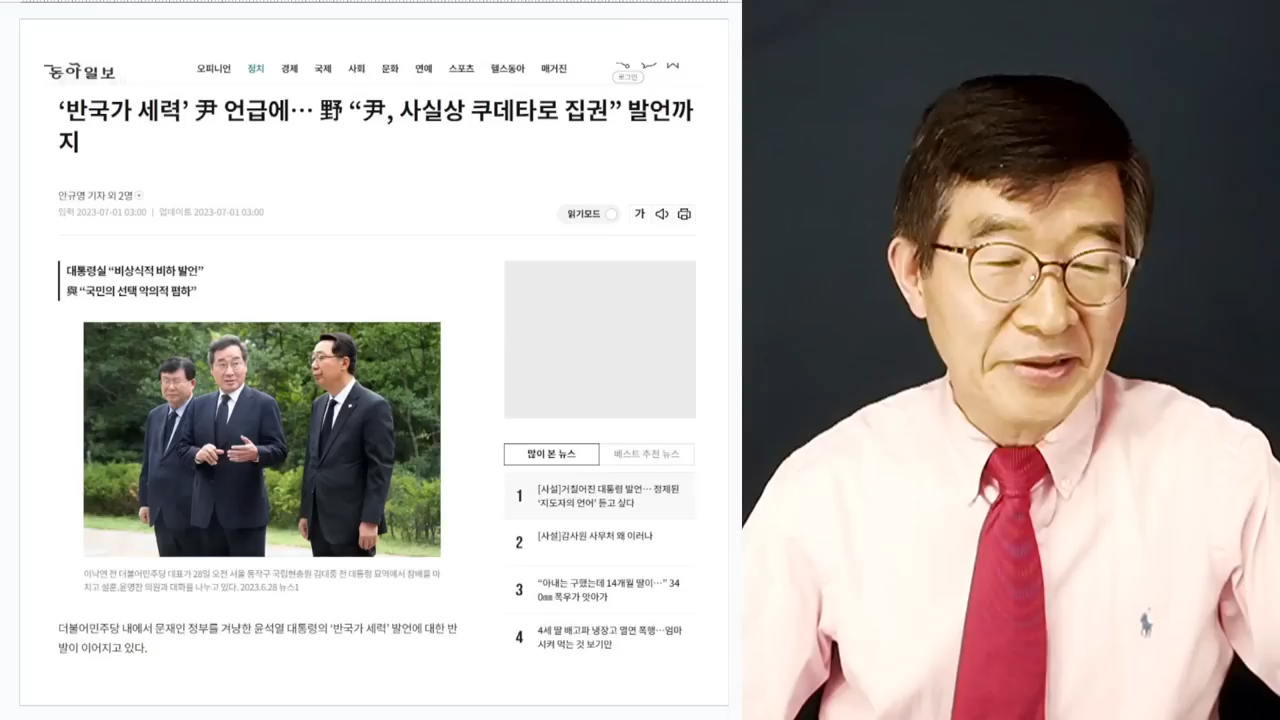 동아일보
오피니언 정치 경제 국제 사회 문화 연예 스포츠 헬스동아 매거진
로그인
‘반국가 세력’ 尹 언급에… 野 “尹, 사실상 쿠데타로 집권” 발언까
지
안규영 기자 외 2명
입력 2023-07-01 03:00 | 업데이트 2023-07-01 03:00
읽기모드 가
대통령실 “비상식적 비하 발언”
與 “국민의 선택 악의적 폄하”
이낙연 전 더불어민주당 대표가 28일 오전 서울 동작구 국립현충원 김대중 전 대통령 묘역에서 참배를 마
치고 설훈,윤영찬 의원과 대화를 나누고 있다. 2023.6.28 뉴스1
더불어민주당 내에서 문재인 정부를 겨냥한 윤석열 대통령의 ‘반국가 세력’ 발언에 대한 반
발이 이어지고 있다.
많이 본 뉴스 베스트 추천 뉴스
1 [사설]거칠어진 대통령 발언… 정제된
‘지도자의 언어’ 듣고 싶다
2 [사설]감사원 사무처 왜 이러나
3 “아내는 구했는데 14개월 딸이…” 34
0㎜ 폭우가 앗아가
4 4세 딸 배고파 냉장고 열면 폭행…엄마
시켜 먹는 것 보기만